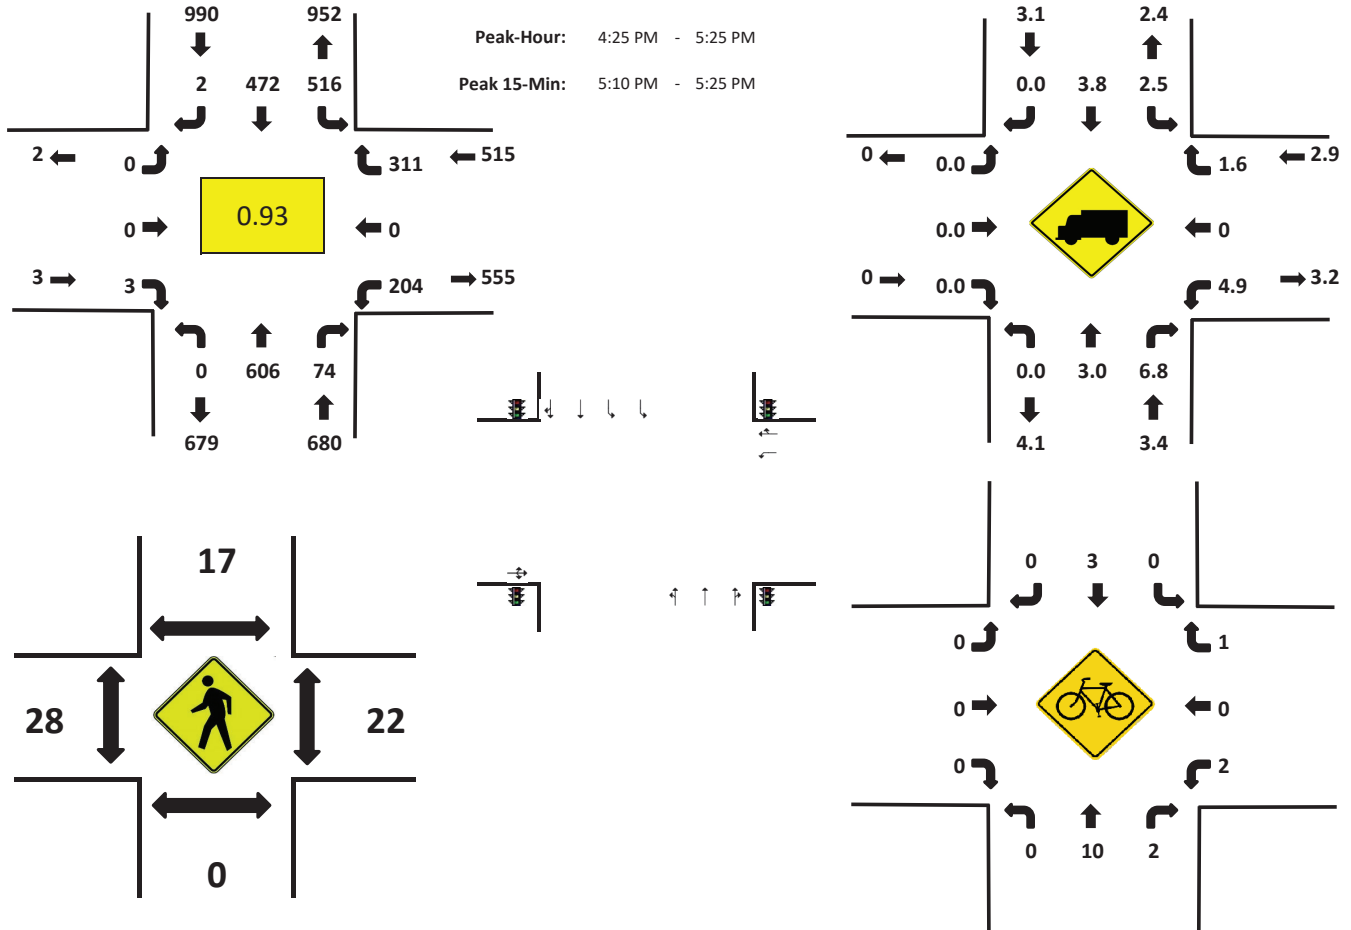 990 952 3.1 2.4
Peak-Hour: 4:25 PM - 5:25 PM
2 472 516 Peak 15-Min: 5:10 PM - 5:25 PM 0.0 3.8 2.5
2 0 311 515 0 0.0 1.6 2.9
0.93
0 0 0.0 0
3 3 204 555 0 0.0 4.9 3.2
0 606 74 0.0 3.0 6.8
679 680 4.1 3.4
17 0 3 0
0 1
28 22 0 0
0 2
0 0 10 2